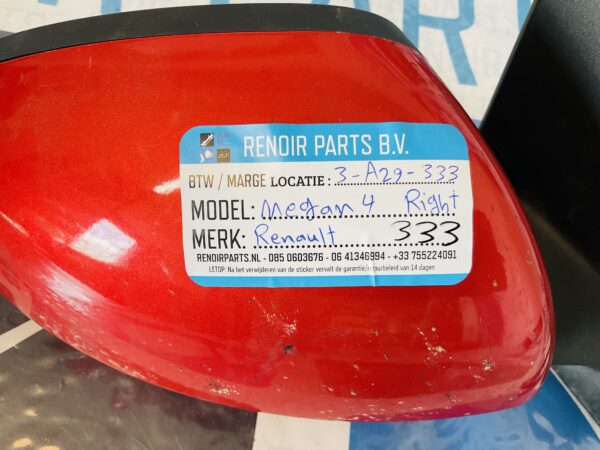 RENOIR PARTS B.V.
BTW / MARGE LOCATIE : 3-A29-333
MODEL: Megan 4 Right
MERK: Renault 333
RENOIRPARTS.NL - 085 0603676 - 06 41346994 - +33 755224091
LETOP: Na het verwijderen van de sticker vervalt de garantie/retourbeleid van 14 dagen